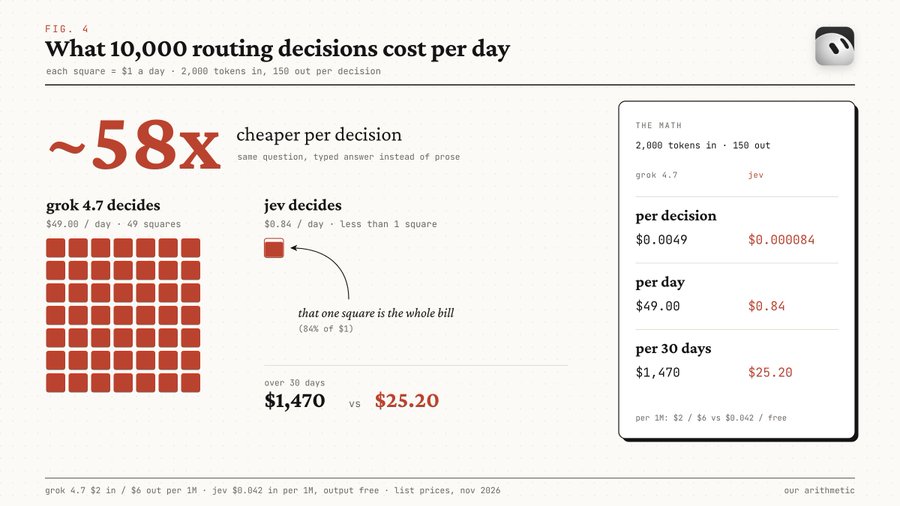 FIG. 4
What 10,000 routing decisions cost per day
each square = $1 a day · 2,000 tokens in, 150 out per decision
~58x
cheaper per decision
same question, typed answer instead of prose
grok 4.7 decides
$49.00 / day · 49 squares
jev decides
$0.84 / day · less than 1 square
that one square is the whole bill
(84% of $1)
over 30 days
$1,470 vs $25.20
THE MATH
2,000 tokens in · 150 out
grok 4.7 jev
per decision
$0.0049 $0.000084
per day
$49.00 $0.84
per 30 days
$1,470 $25.20
per 1M: $2 / $6 vs $0.042 / free
grok 4.7 $2 in / $6 out per 1M · jev $0.042 in per 1M, output free · list prices, nov 2026
our arithmetic